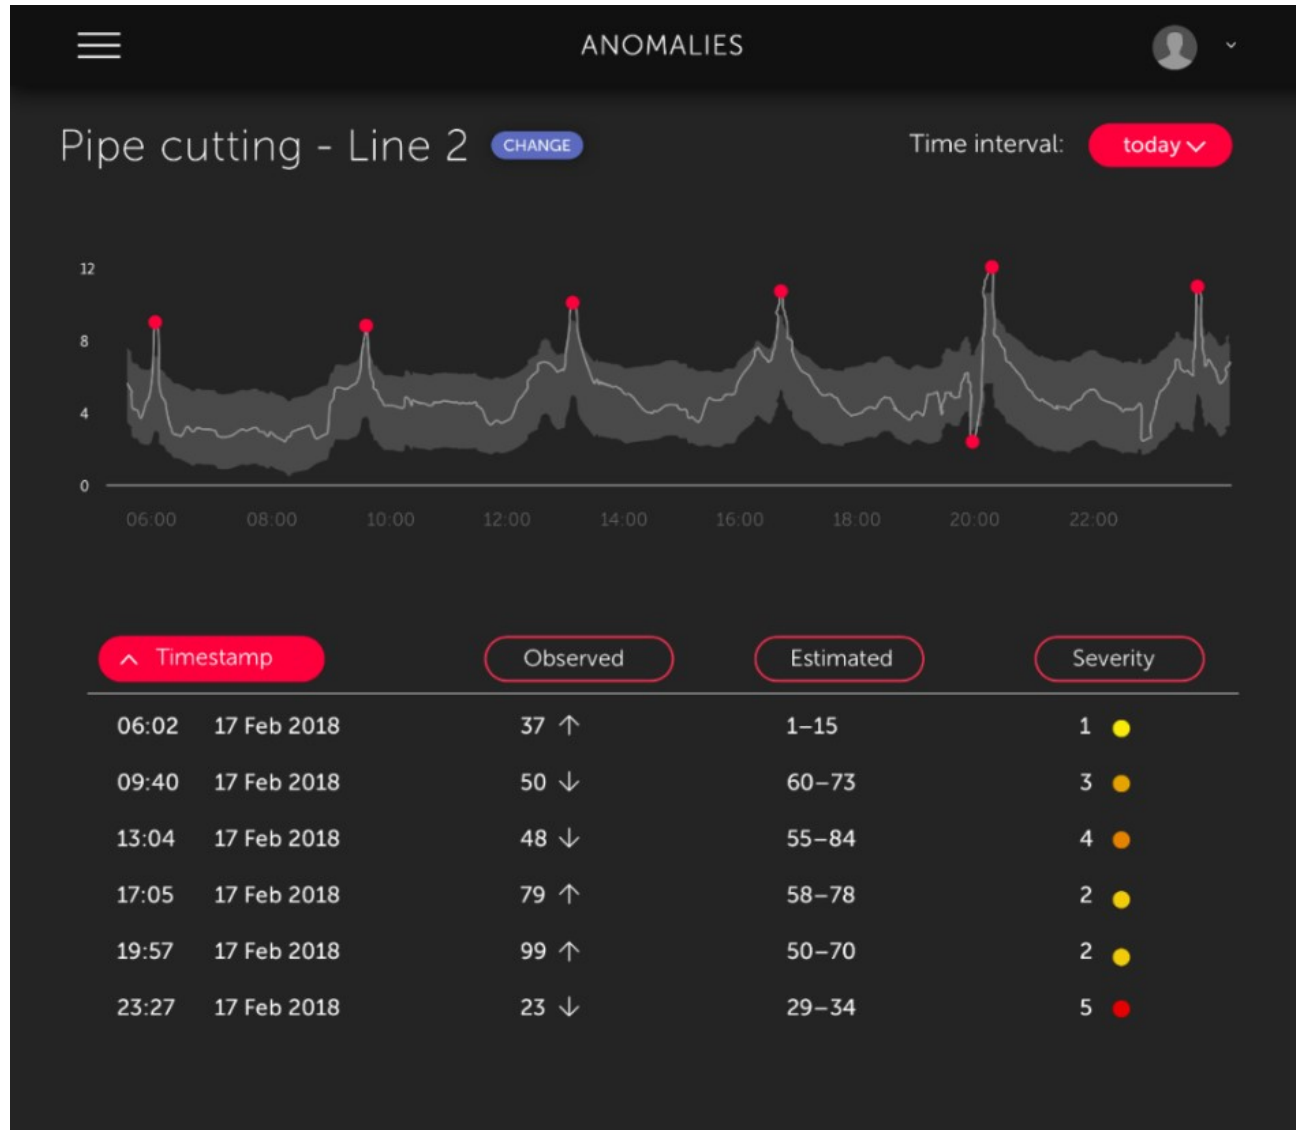 ANOMALIES
Pipe cutting - Line 2 CHANGE Time interval: today
12
8
4
0
06:00 08:00 10:00 12:00 14:00 16:00 18:00 20:00 22:00
Timestamp Observed Estimated Severity
06:02 17 Feb 2018 37 ↑ 1–15 1
09:40 17 Feb 2018 50 ↓ 60–73 3
13:04 17 Feb 2018 48 ↓ 55–84 4
17:05 17 Feb 2018 79 ↑ 58–78 2
19:57 17 Feb 2018 99 ↑ 50–70 2
23:27 17 Feb 2018 23 ↓ 29–34 5